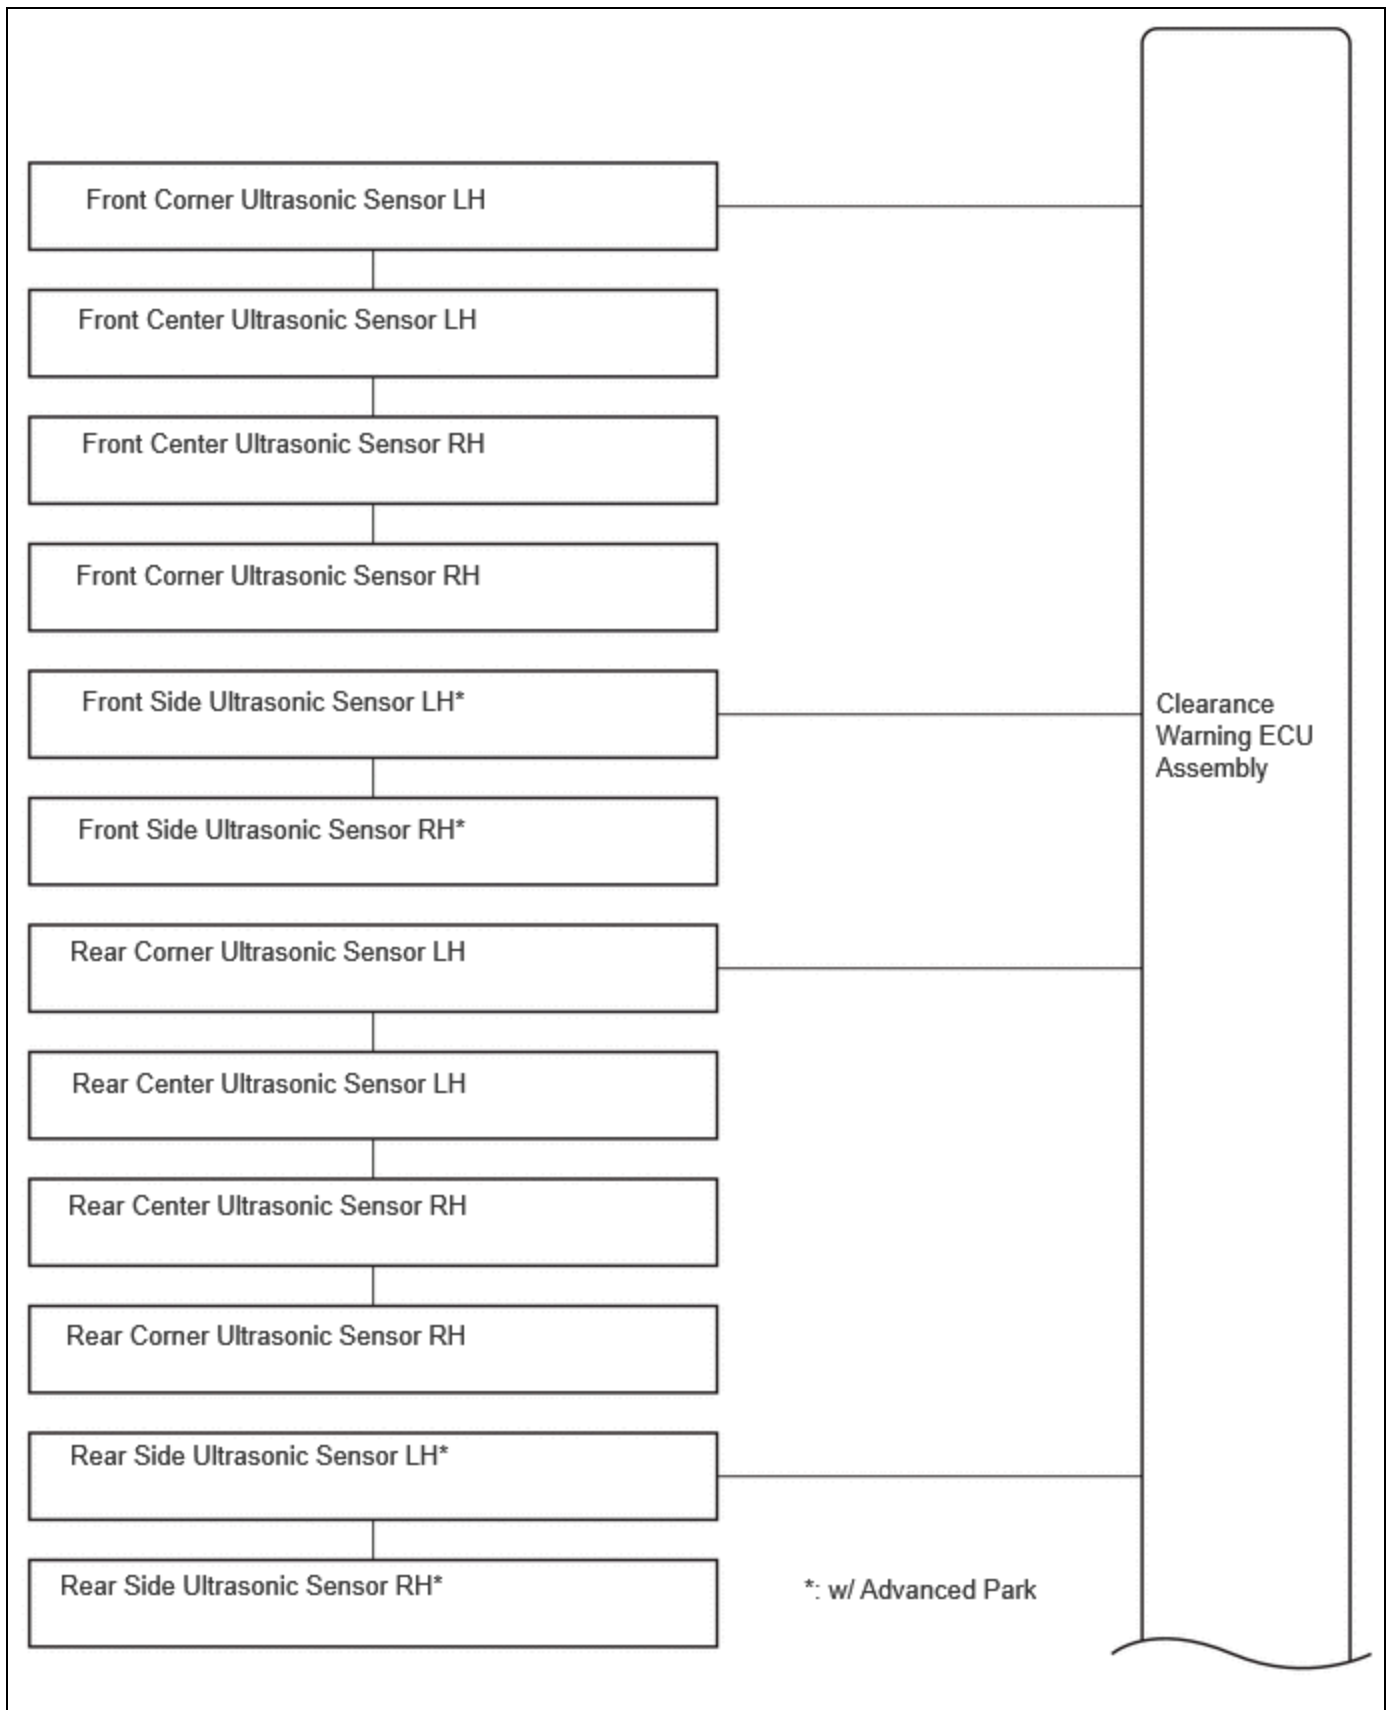 Front Corner Ultrasonic Sensor LH
Front Center Ultrasonic Sensor LH
Front Center Ultrasonic Sensor RH
Front Corner Ultrasonic Sensor RH
Front Side Ultrasonic Sensor LH*
Clearance
Warning ECU
Assembly
Front Side Ultrasonic Sensor RH*
Rear Corner Ultrasonic Sensor LH
Rear Center Ultrasonic Sensor LH
Rear Center Ultrasonic Sensor RH
Rear Corner Ultrasonic Sensor RH
Rear Side Ultrasonic Sensor LH*
Rear Side Ultrasonic Sensor RH*
*: w/ Advanced Park